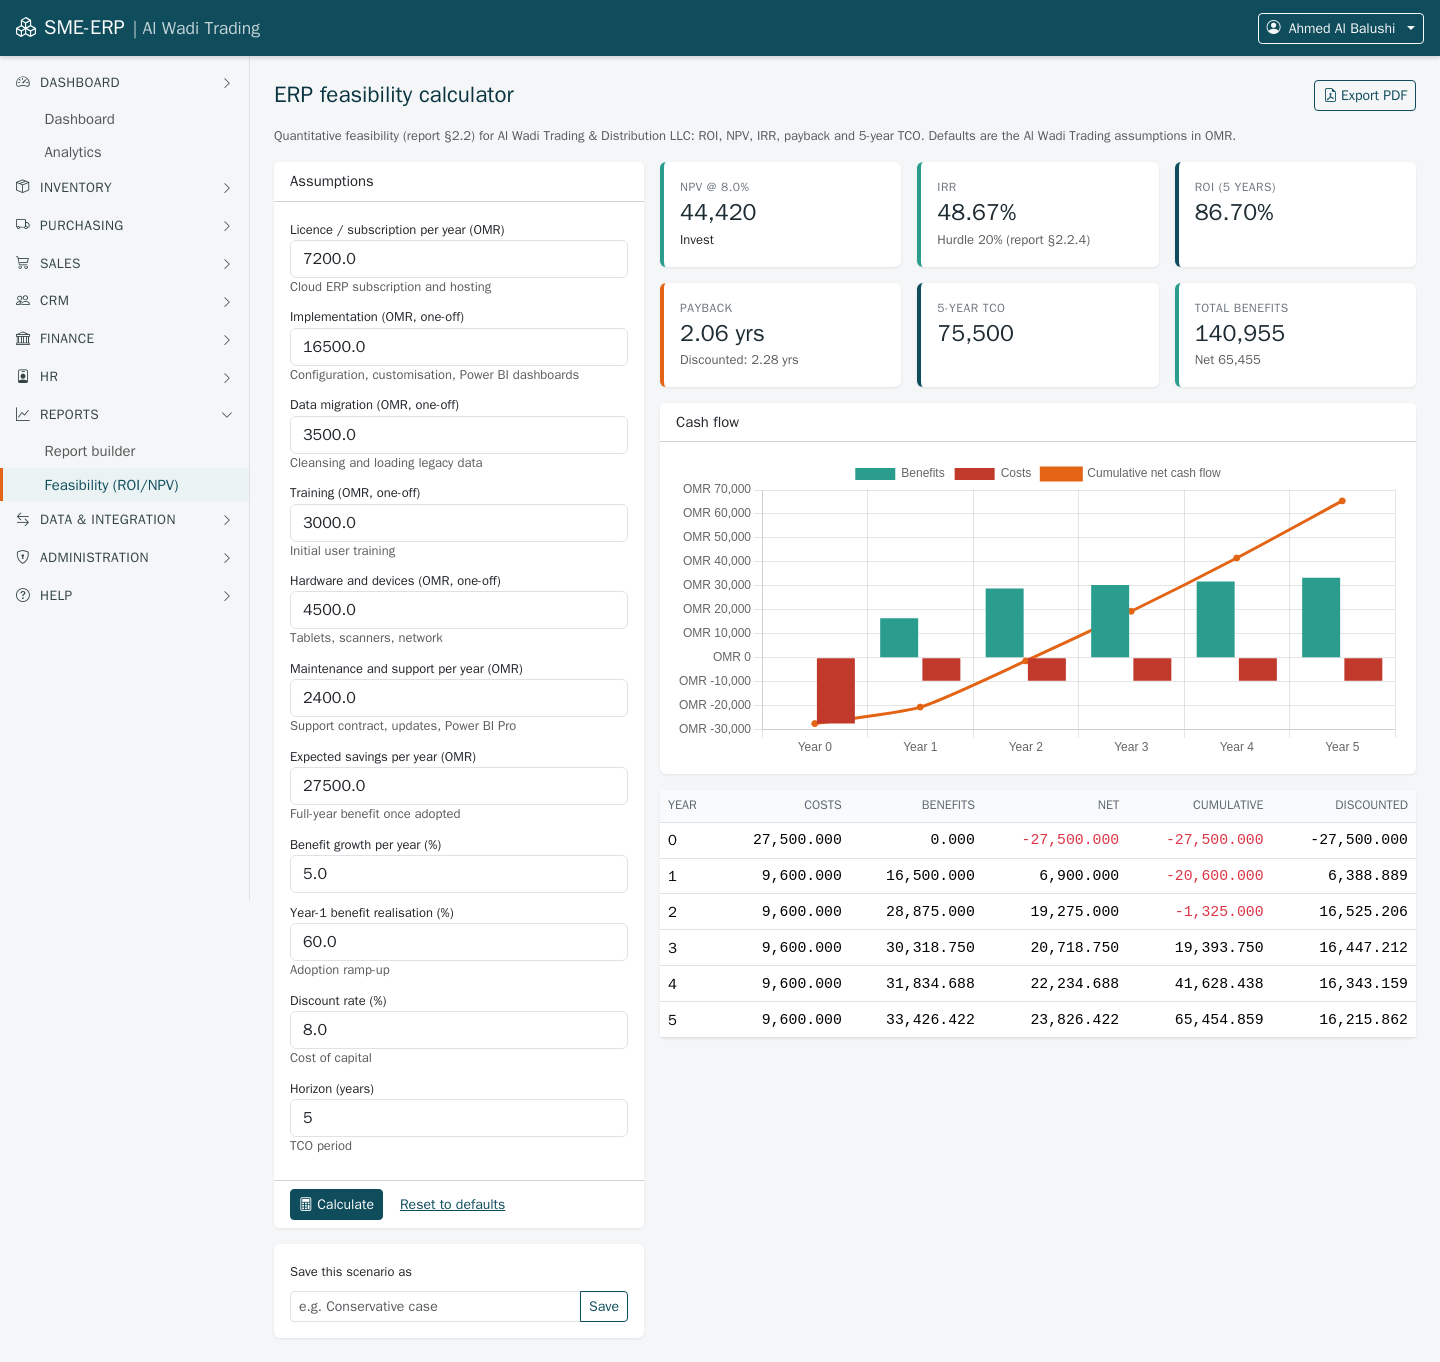 SME-ERP | Al Wadi Trading
Ahmed Al Balushi
DASHBOARD
Dashboard
Analytics
INVENTORY
PURCHASING
SALES
CRM
FINANCE
HR
REPORTS
Report builder
Feasibility (ROI/NPV)
DATA & INTEGRATION
ADMINISTRATION
HELP
ERP feasibility calculator
Export PDF
Quantitative feasibility (report §2.2) for Al Wadi Trading & Distribution LLC: ROI, NPV, IRR, payback and 5-year TCO. Defaults are the Al Wadi Trading assumptions in OMR.
Assumptions
Licence / subscription per year (OMR)
7200.0
Cloud ERP subscription and hosting
Implementation (OMR, one-off)
16500.0
Configuration, customisation, Power BI dashboards
Data migration (OMR, one-off)
3500.0
Cleansing and loading legacy data
Training (OMR, one-off)
3000.0
Initial user training
Hardware and devices (OMR, one-off)
4500.0
Tablets, scanners, network
Maintenance and support per year (OMR)
2400.0
Support contract, updates, Power BI Pro
Expected savings per year (OMR)
27500.0
Full-year benefit once adopted
Benefit growth per year (%)
5.0
Year-1 benefit realisation (%)
60.0
Adoption ramp-up
Discount rate (%)
8.0
Cost of capital
Horizon (years)
5
TCO period
Calculate Reset to defaults
Save this scenario as
e.g. Conservative case Save
NPV @ 8.0%
44,420
Invest
IRR
48.67%
Hurdle 20% (report §2.2.4)
ROI (5 YEARS)
86.70%
PAYBACK
2.06 yrs
Discounted: 2.28 yrs
5-YEAR TCO
75,500
TOTAL BENEFITS
140,955
Net 65,455
Cash flow
Benefits Costs Cumulative net cash flow
OMR 70,000
OMR 60,000
OMR 50,000
OMR 40,000
OMR 30,000
OMR 20,000
OMR 10,000
OMR 0
OMR -10,000
OMR -20,000
OMR -30,000
Year 0 Year 1 Year 2 Year 3 Year 4 Year 5
YEAR COSTS BENEFITS NET CUMULATIVE DISCOUNTED
0 27,500.000 0.000 -27,500.000 -27,500.000 -27,500.000
1 9,600.000 16,500.000 6,900.000 -20,600.000 6,388.889
2 9,600.000 28,875.000 19,275.000 -1,325.000 16,525.206
3 9,600.000 30,318.750 20,718.750 19,393.750 16,447.212
4 9,600.000 31,834.688 22,234.688 41,628.438 16,343.159
5 9,600.000 33,426.422 23,826.422 65,454.859 16,215.862